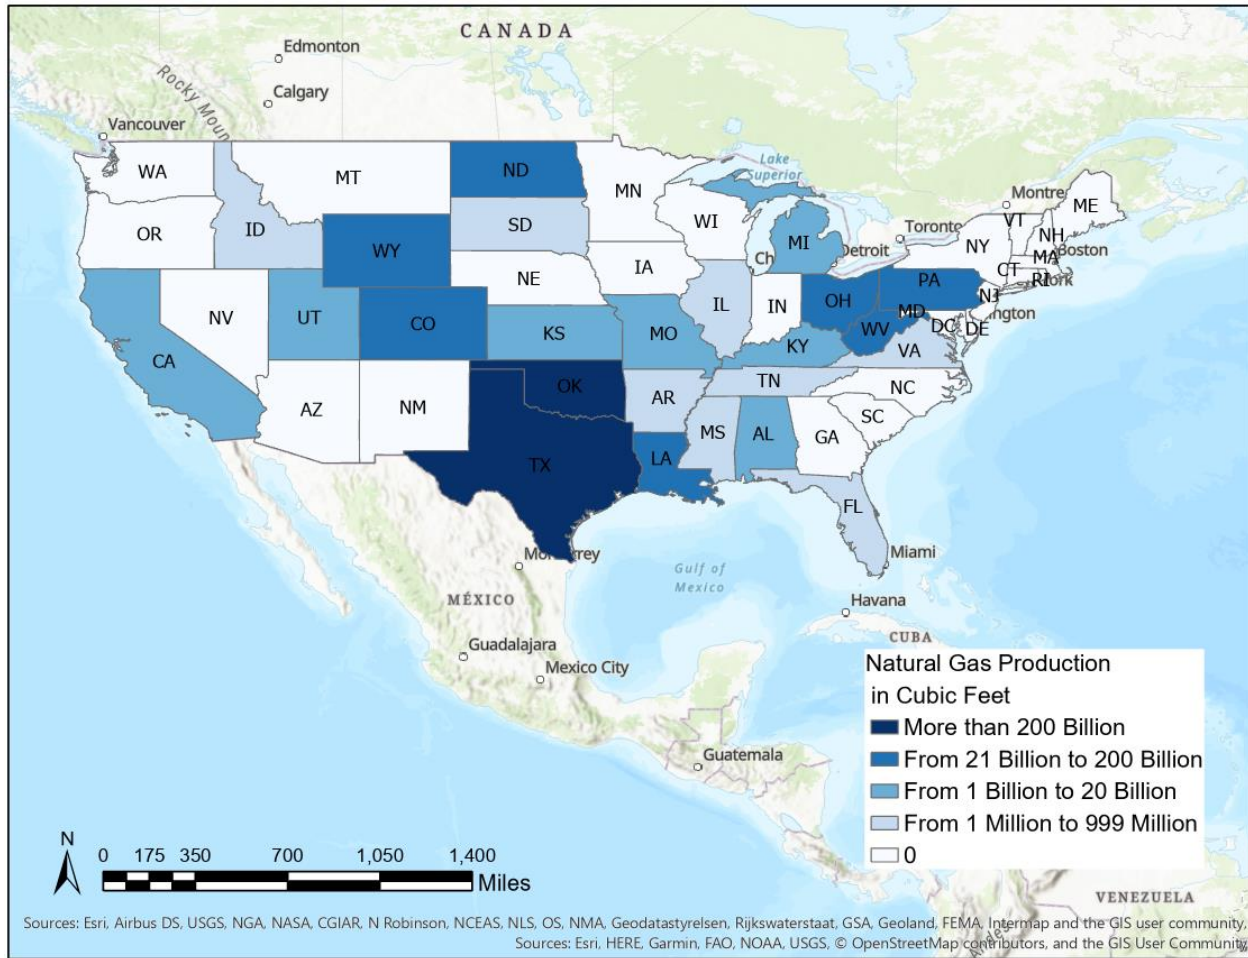 CANADA
Edmonton
Rocky Moun
Calgary
Vancouver
WA
MT
ND
MN
Lake
Superior
Montre
ME
VT
OR
ID
SD
WI
MI
Toronto
NY
NH
MA
Boston
WY
Ch
Detroit
CT
RI
ork
NE
IA
PA
NJ
NV
UT
CO
IL
IN
OH
MD
ington
DC
DE
WV
CA
KS
MO
KY
VA
AZ
NM
OK
AR
TN
NC
SC
MS
AL
GA
TX
LA
FL
Monterrey
Miami
Gulf of
Mexico
MÉXICO
Havana
CUBA
Guadalajara
Mexico City
Guatemala
Natural Gas Production
in Cubic Feet
More than 200 Billion
From 21 Billion to 200 Billion
From 1 Billion to 20 Billion
From 1 Million to 999 Million
0
N
0 175 350 700 1,050 1,400
Miles
VENEZUELA
Andes
Sources: Esri, Airbus DS, USGS, NGA, NASA, CGIAR, N Robinson, NCEAS, NLS, OS, NMA, Geodatastyrelsen, Rijkswaterstaat, GSA, Geoland, FEMA, Intermap and the GIS user community,
Sources: Esri, HERE, Garmin, FAO, NOAA, USGS, © OpenStreetMap contributors, and the GIS User Community